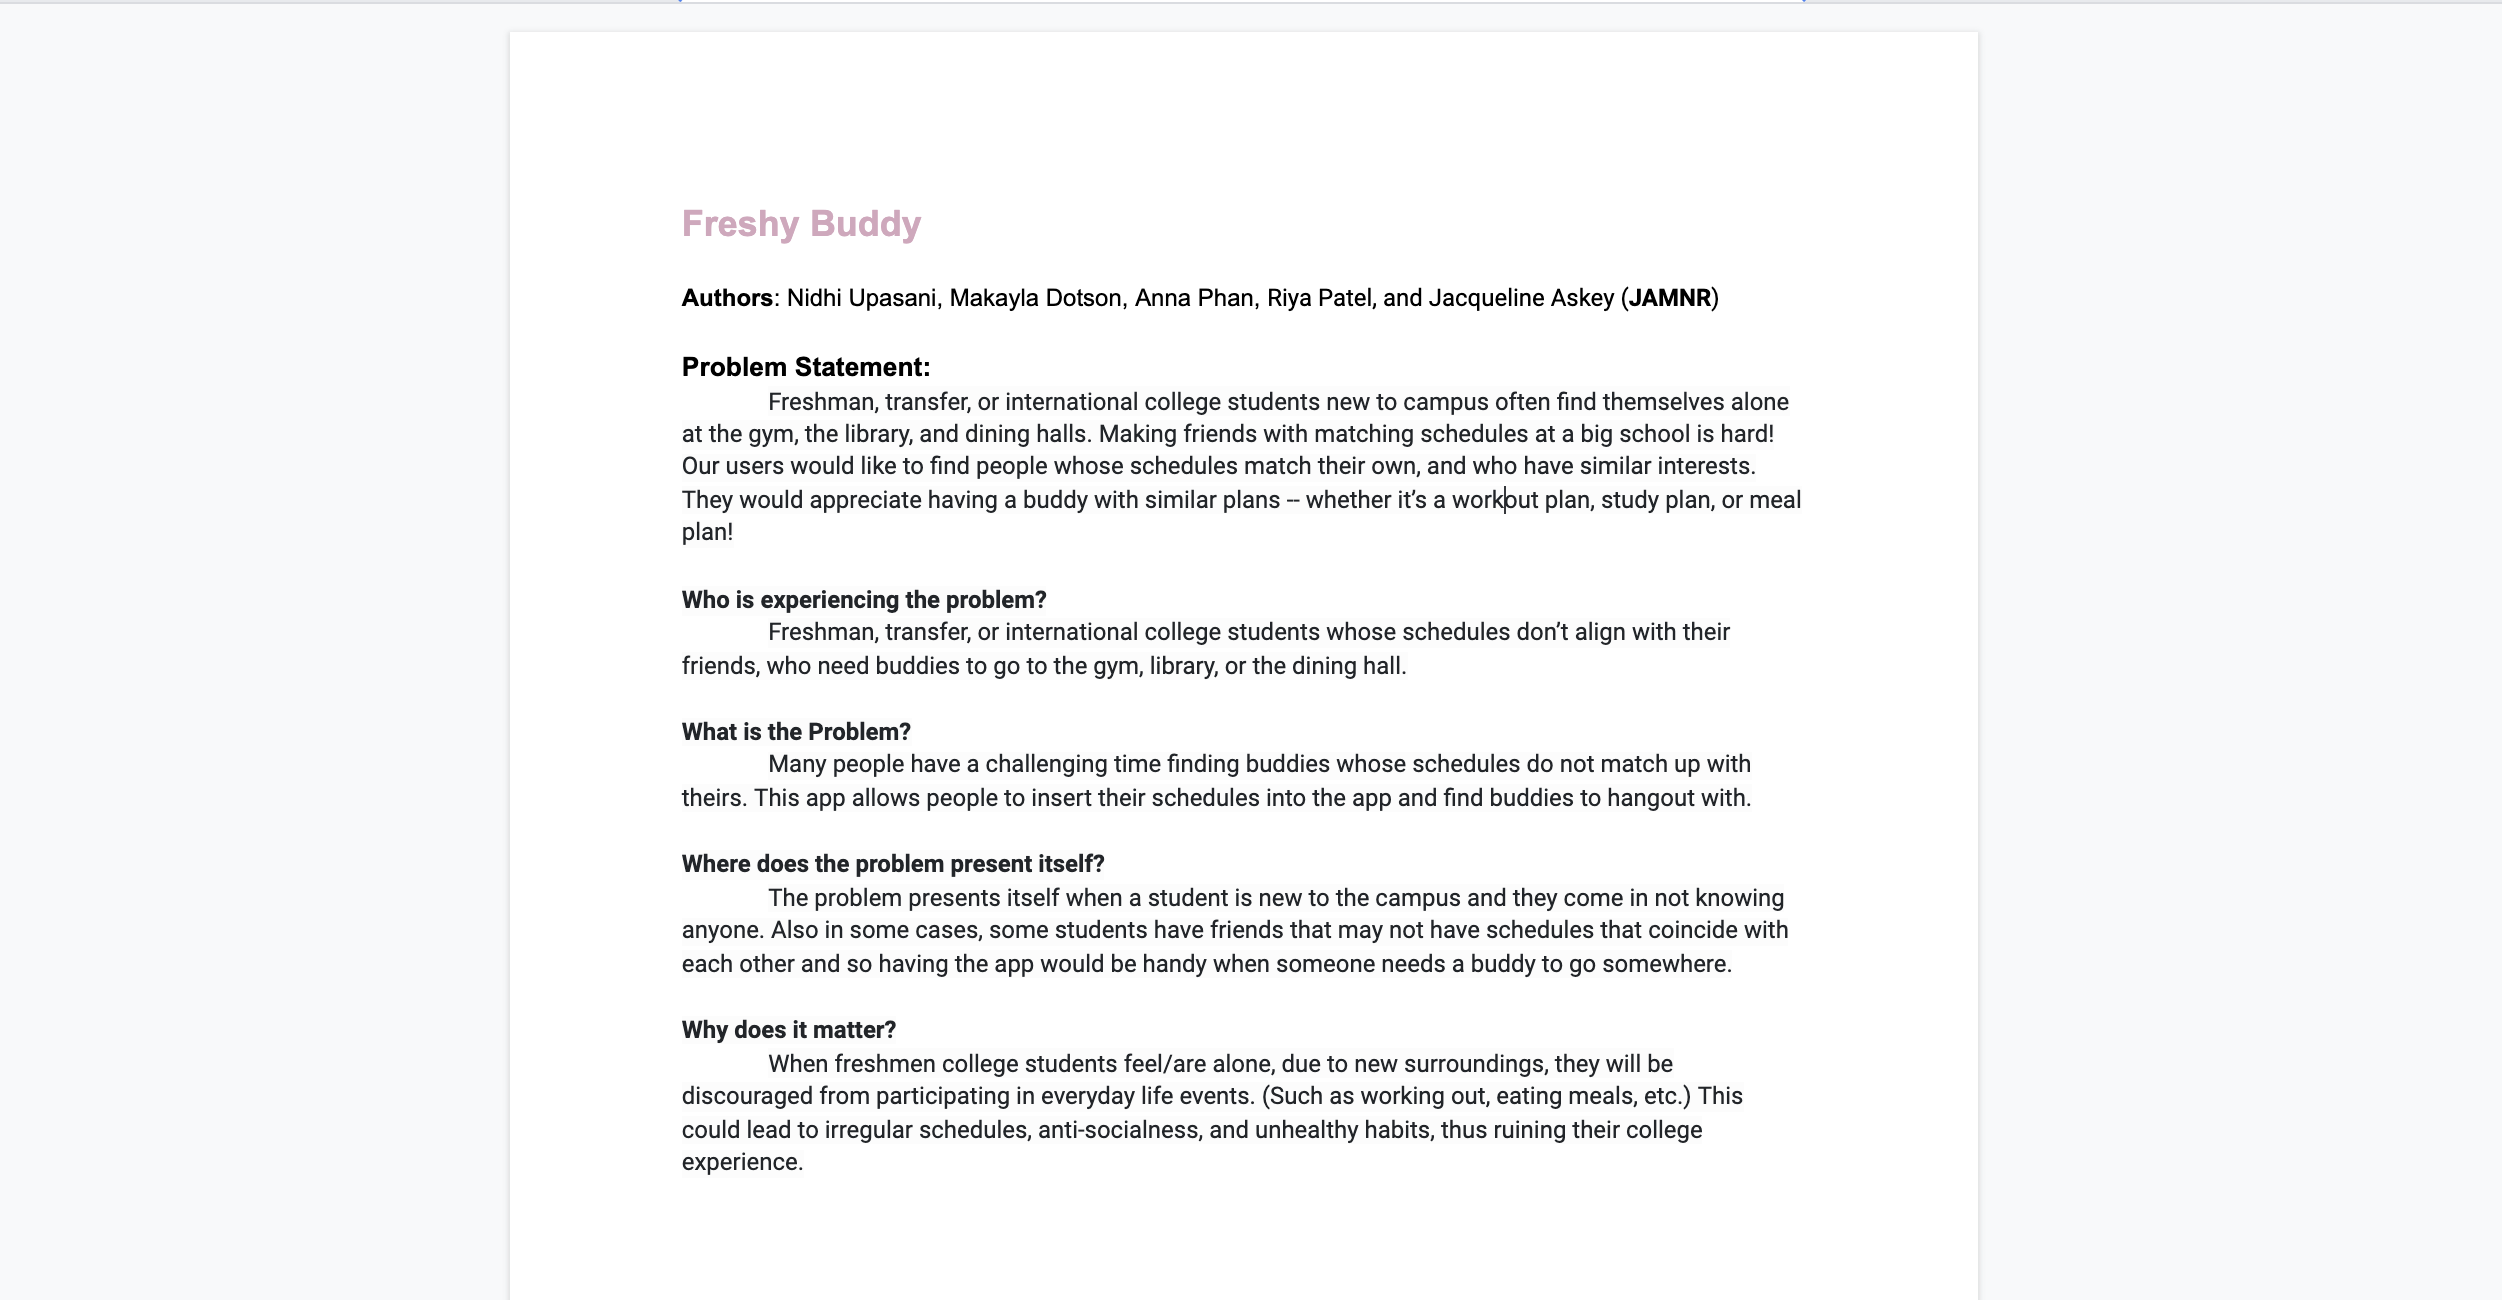 Freshy Buddy
Authors: Nidhi Upasani, Makayla Dotson, Anna Phan, Riya Patel, and Jacqueline Askey (JAMNR)
Problem Statement:
Freshman, transfer, or international college students new to campus often find themselves alone
at the gym, the library, and dining halls. Making friends with matching schedules at a big school is hard!
Our users would like to find people whose schedules match their own, and who have similar interests.
They would appreciate having a buddy with similar plans -- whether it’s a workout plan, study plan, or meal
plan!
Who is experiencing the problem?
Freshman, transfer, or international college students whose schedules don’t align with their
friends, who need buddies to go to the gym, library, or the dining hall.
What is the Problem?
Many people have a challenging time finding buddies whose schedules do not match up with
theirs. This app allows people to insert their schedules into the app and find buddies to hangout with.
Where does the problem present itself?
The problem presents itself when a student is new to the campus and they come in not knowing
anyone. Also in some cases, some students have friends that may not have schedules that coincide with
each other and so having the app would be handy when someone needs a buddy to go somewhere.
Why does it matter?
When freshmen college students feel/are alone, due to new surroundings, they will be
discouraged from participating in everyday life events. (Such as working out, eating meals, etc.) This
could lead to irregular schedules, anti-socialness, and unhealthy habits, thus ruining their college
experience.